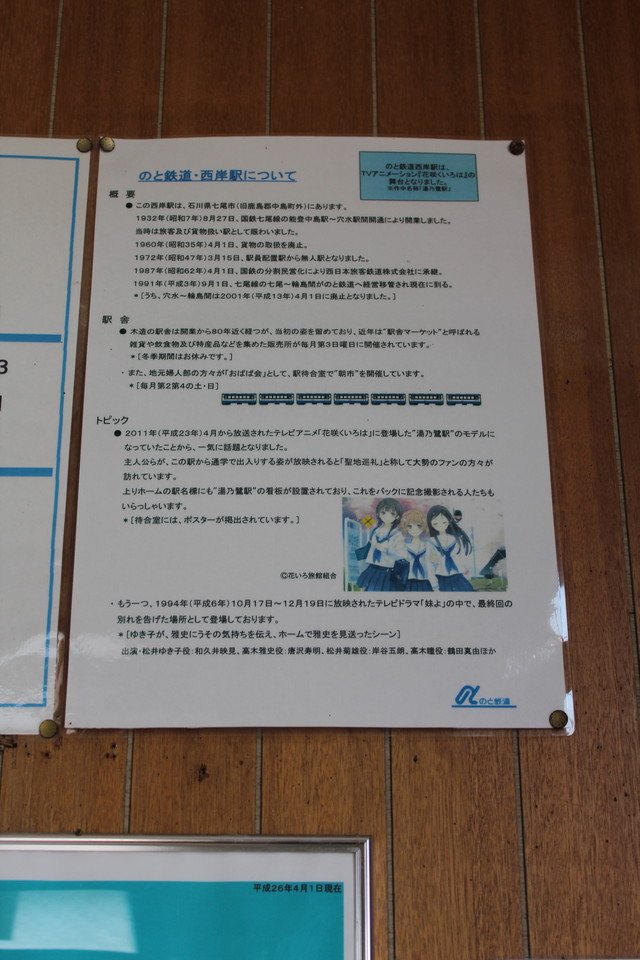 のと鉄道・西岸駅について
のと鉄道西岸駅は、
TVアニメーション『花咲くいろは』の
舞台となりました。
※作中名称「湯乃鷺駅」
概 要
● この西岸駅は、石川県七尾市(旧鹿島郡中島町外)にあります。
1932年(昭和7年)8月27日、国鉄七尾線の能登中島駅～穴水駅間開通により開業しました。
当時は旅客及び貨物扱い駅として賑わいました。
1960年(昭和35年)4月1日、貨物の取扱を廃止。
1972年(昭和47年)3月15日、駅員配置駅から無人駅となりました。
1987年(昭和62年)4月1日、国鉄の分割民営化により西日本旅客鉄道株式会社に承継。
1991年(平成3年)9月1日、七尾線の七尾～輪島間がのと鉄道へ経営移管され現在に到る。
*[うち、穴水～輪島間は2001年(平成13年)4月1日に廃止となりました。]
駅 舎
● 木造の駅舎は開業から80年近く経つが、当初の姿を留めており、近年は"駅舎マーケット"と呼ばれる
雑貨や飲食物及び特産品などを集めた販売所が毎月第3日曜日に開催されています。
*[冬季期間はお休みです。]
・また、地元婦人部の方々が「おばば会」として、駅待合室で"朝市"を開催しています。
*[毎月第2第4の土・日]
トピック
● 2011年(平成23年)4月から放送されたテレビアニメ「花咲くいろは」に登場した"湯乃鷺駅"のモデルに
なっていたことから、一気に話題となりました。
主人公らが、この駅から通学で出入りする姿が放映されると「聖地巡礼」と称して大勢のファンの方々が
訪れています。
上りホームの駅名標にも"湯乃鷺駅"の看板が設置されており、これをバックに記念撮影される人たちも
いらっしゃいます。
*[待合室には、ポスターが掲出されています。]
©花いろ旅館組合
・もう一つ、1994年(平成6年)10月17日～12月19日に放映されたテレビドラマ「妹よ」の中で、最終回の
別れを告げた場所として登場しております。
*[ゆき子が、雅史にその気持ちを伝え、ホームで雅史を見送ったシーン]
出演・松井ゆき子役：和久井映見、高木雅史役：唐沢寿明、松井菊雄役：岸谷五朗、高木瞳役：鶴田真由ほか
のと鉄道
平成26年4月1日現在
3